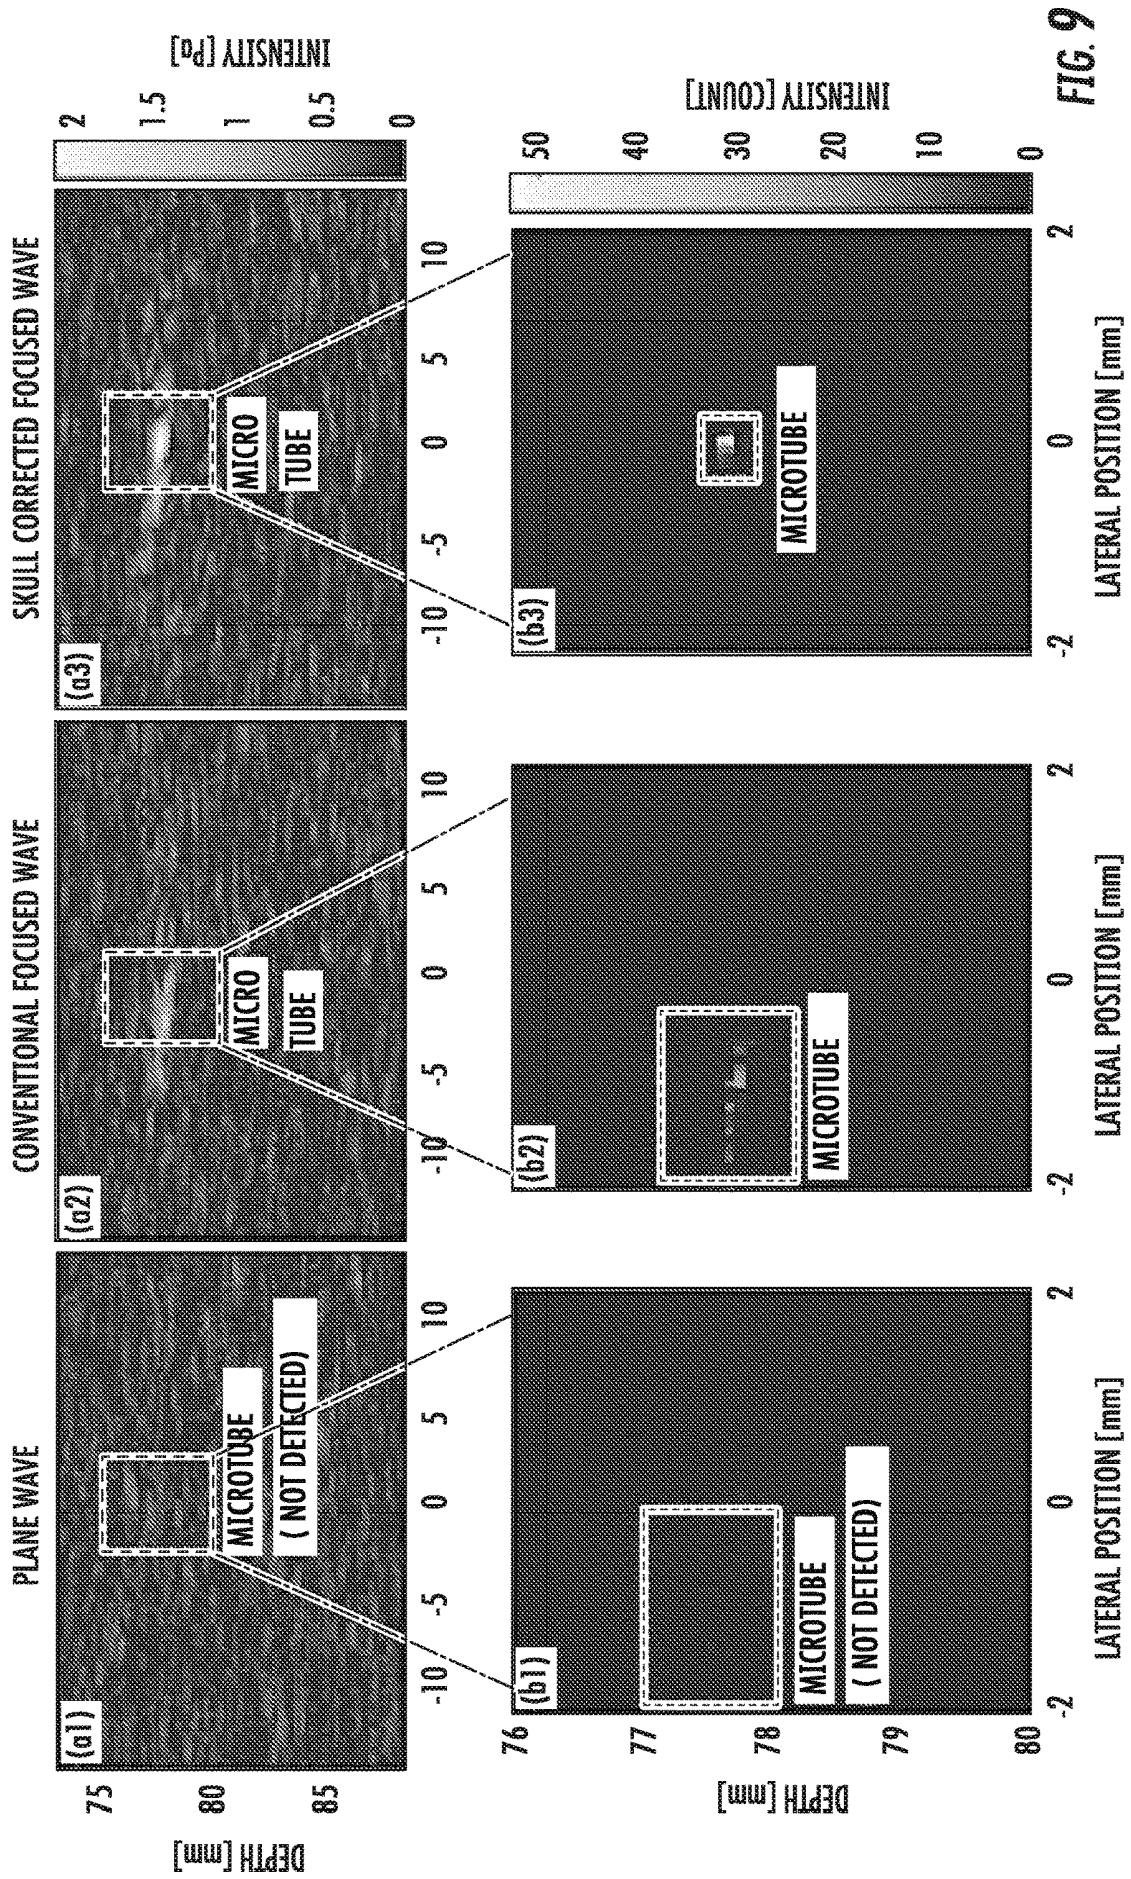 PLANE WAVE
CONVENTIONAL FOCUSED WAVE
SKULL CORRECTED FOCUSED WAVE
(a1)
(a2)
(a3)
MICROTUBE
( NOT DETECTED)
MICRO
TUBE
MICRO
TUBE
DEPTH [mm]
75
80
85
-10
-5
0
5
10
-10
-5
0
5
10
-10
-5
0
5
10
2
1.5
1
0.5
0
INTENSITY [Pa]
(b1)
(b2)
(b3)
MICROTUBE
( NOT DETECTED)
MICROTUBE
MICROTUBE
DEPTH [mm]
76
77
78
79
80
-2
0
2
-2
0
2
-2
0
2
LATERAL POSITION [mm]
LATERAL POSITION [mm]
LATERAL POSITION [mm]
50
40
30
20
10
0
INTENSITY [COUNT]
FIG. 9